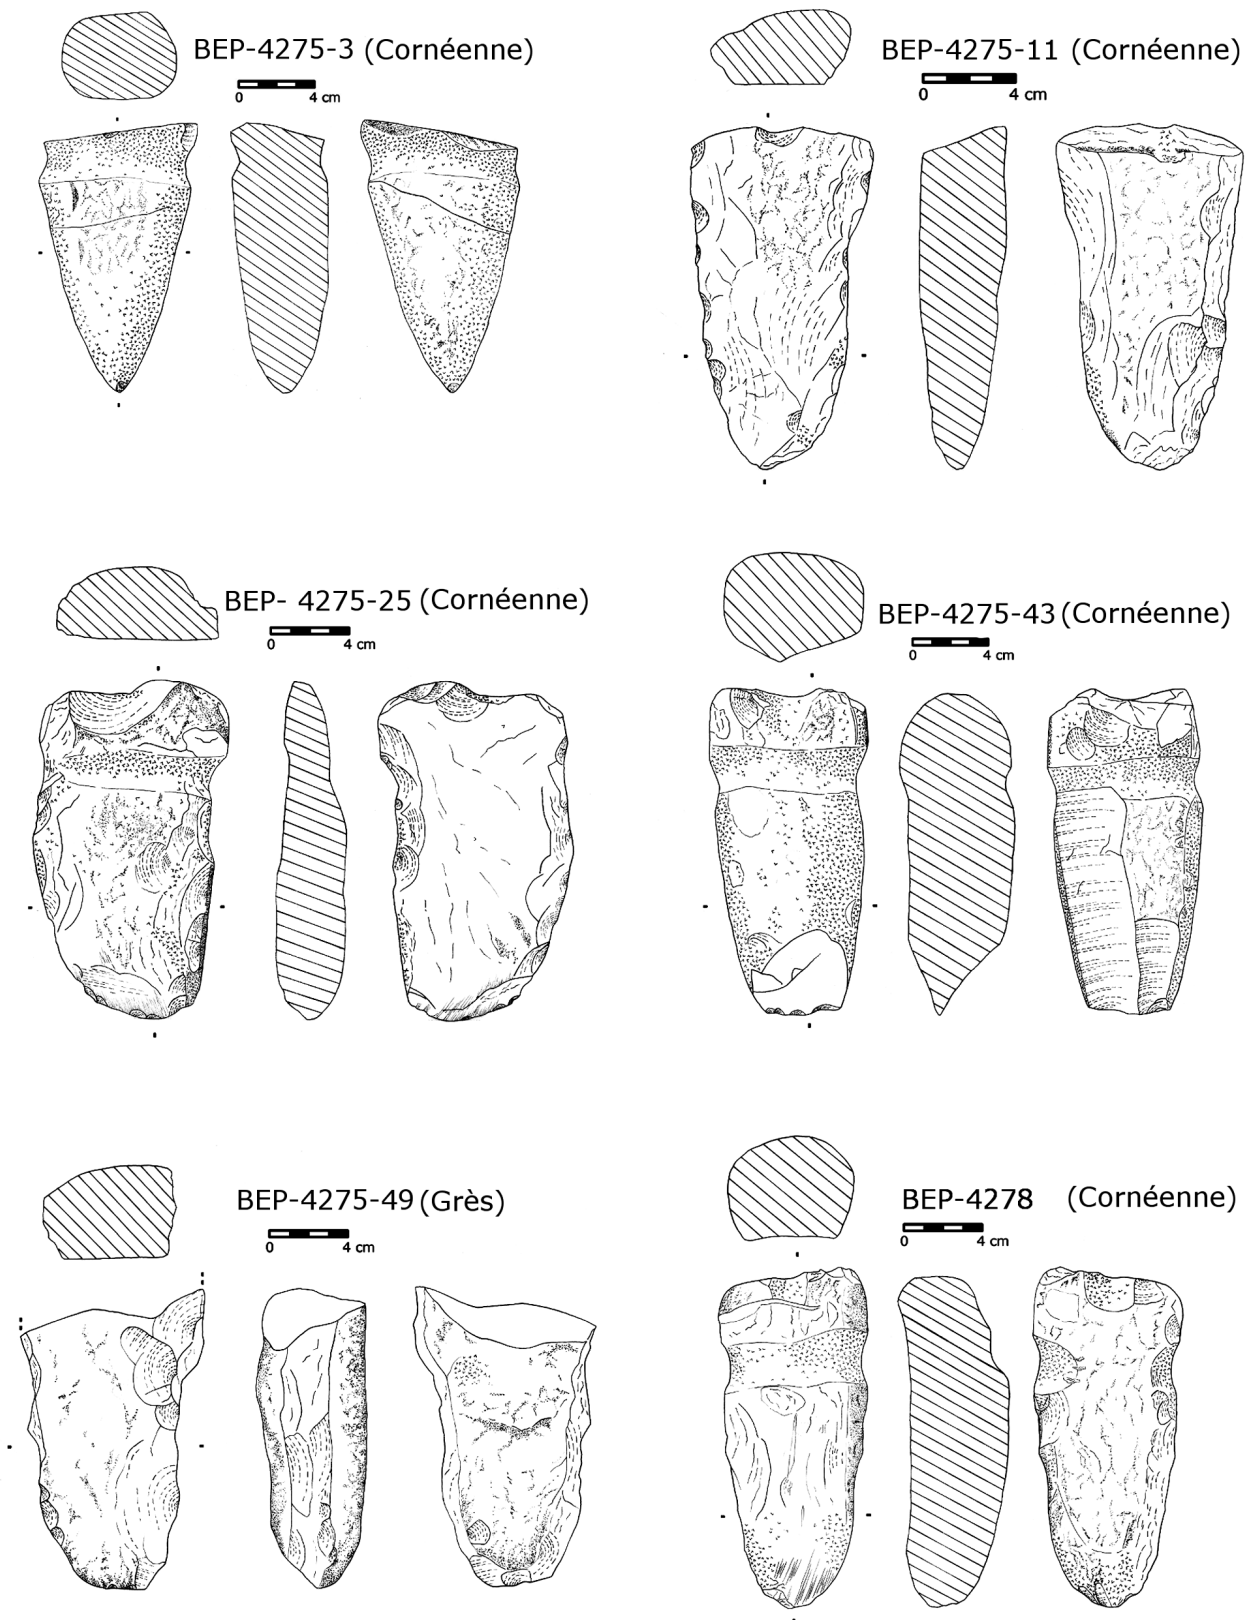 BEP-4275-3 (Cornéenne)
0 4 cm
BEP-4275-11 (Cornéenne)
0 4 cm
BEP- 4275-25 (Cornéenne)
0 4 cm
BEP-4275-43 (Cornéenne)
0 4 cm
BEP-4275-49 (Grès)
0 4 cm
BEP-4278 (Cornéenne)
0 4 cm